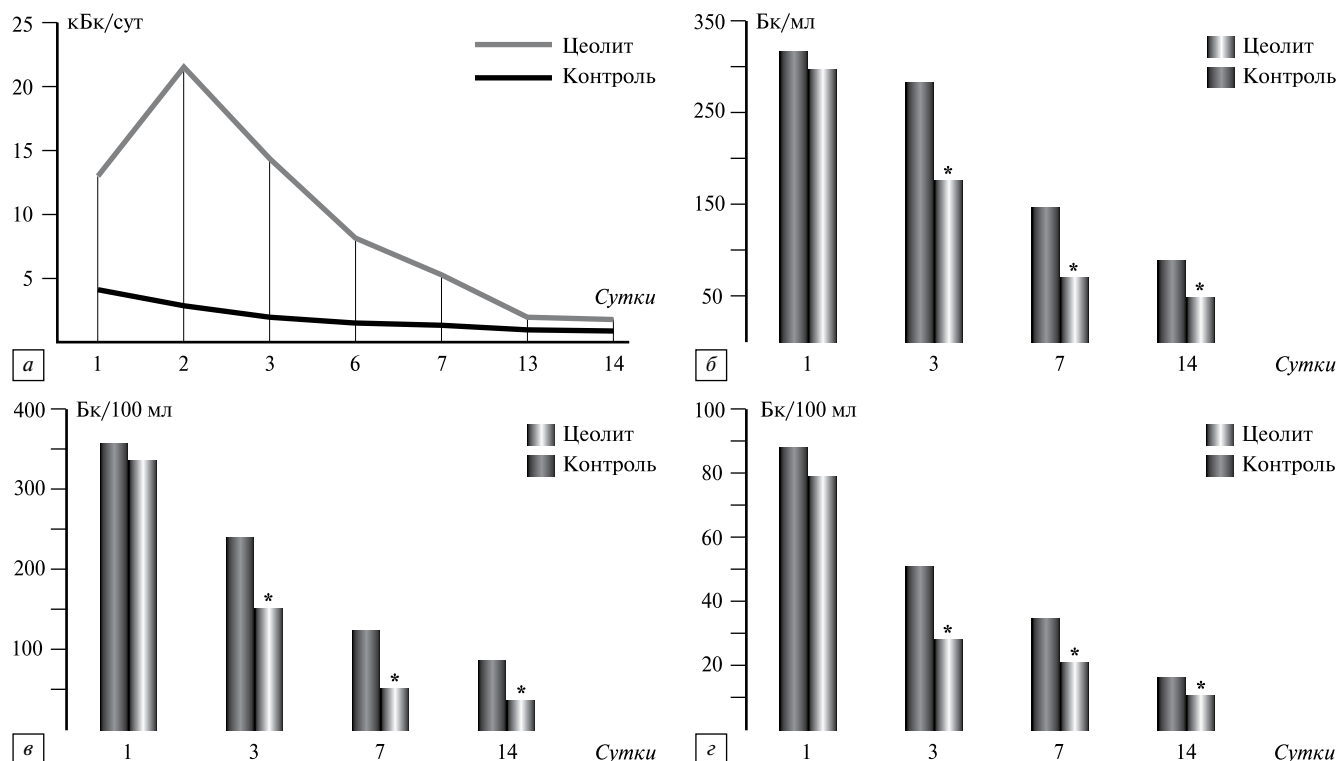 кБк/сут
25
20
15
10
5
Цеолит
Контроль
Сутки
а
1 2 3 6 7 13 14
Бк/мл
350
250
150
50
Цеолит
Контроль
*
*
*
б
1 3 7 14 Сутки
Бк/100 мл
400
300
200
100
Цеолит
Контроль
*
*
*
в
1 3 7 14 Сутки
Бк/100 мл
100
80
60
40
20
Цеолит
Контроль
*
*
*
г
1 3 7 14 Сутки